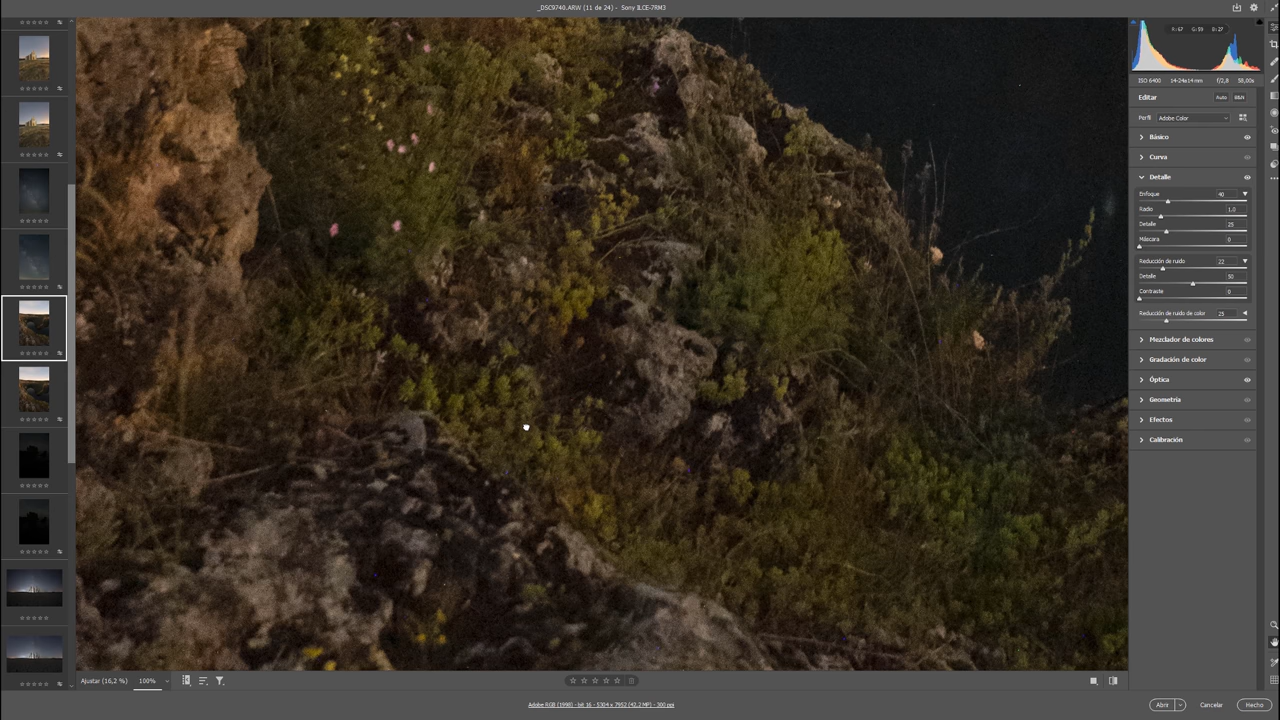 _DSC9740.ARW (11 de 24) - Sony ILCE-7RM3
R: 67 G: 59 B: 27
ISO 6400 14-24@14 mm f/2,8 58,00s
Editar Auto B&N
Perfil Adobe Color
Básico
Curva
Detalle
Enfoque 40
Radio 1.0
Detalle 25
Máscara 0
Reducción de ruido 22
Detalle 50
Contraste 0
Reducción de ruido de color 25
Mezclador de colores
Gradación de color
Óptica
Geometría
Efectos
Calibración
Ajustar (16,2 %) 100%
Adobe RGB (1998) - bit 16 - 5304 x 7952 (42,2 MP) - 300 ppi
Abrir Cancelar Hecho